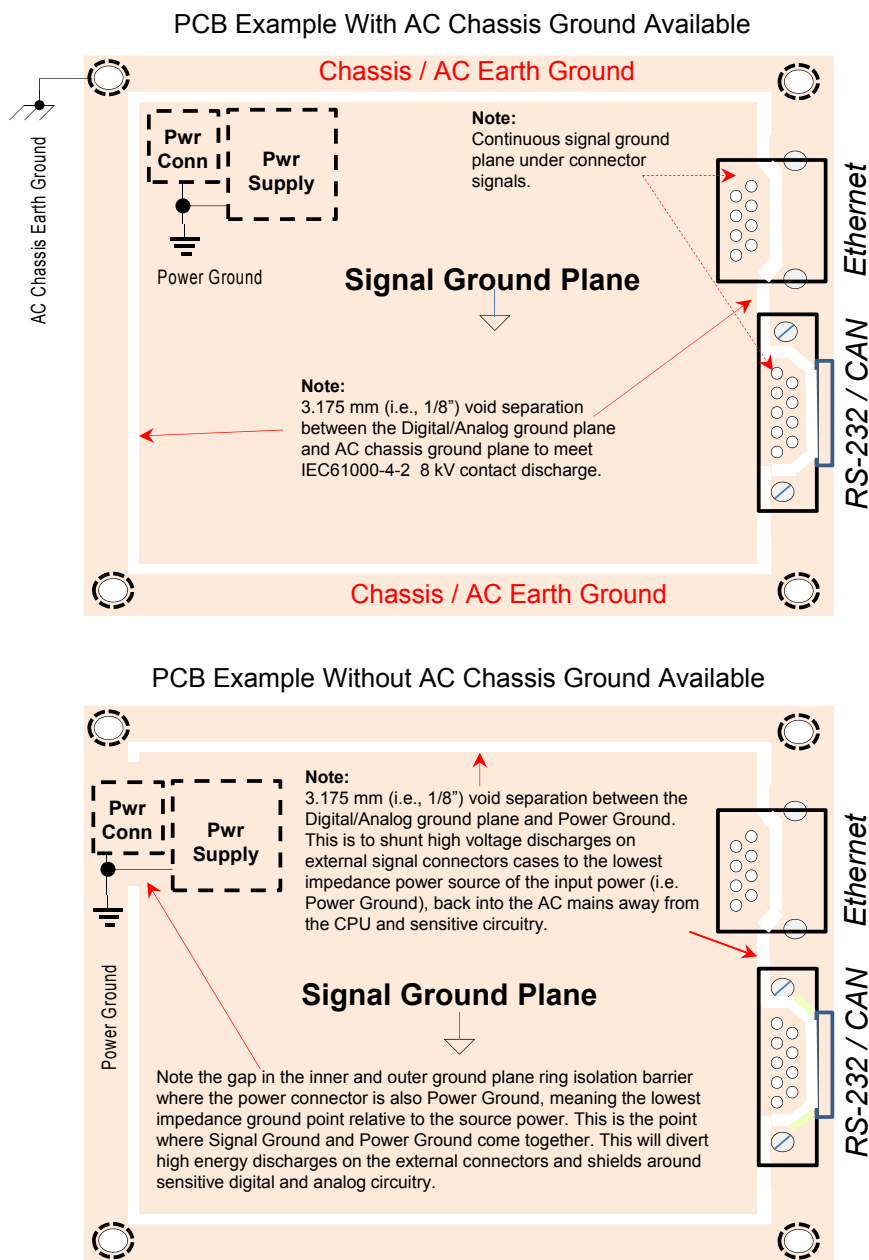 PCB Example With AC Chassis Ground Available
Chassis / AC Earth Ground
AC Chassis Earth Ground
Pwr
Conn
Pwr
Supply
Power Ground
Note:
Continuous signal ground
plane under connector
signals.
Ethernet
Signal Ground Plane
RS-232 / CAN
Note:
3.175 mm (i.e., 1/8”) void separation
between the Digital/Analog ground plane
and AC chassis ground plane to meet
IEC61000-4-2  8 kV contact discharge.
Chassis / AC Earth Ground
PCB Example Without AC Chassis Ground Available
Pwr
Conn
Pwr
Supply
Power Ground
Note:
3.175 mm (i.e., 1/8”) void separation between the
Digital/Analog ground plane and Power Ground.
This is to shunt high voltage discharges on
external signal connectors cases to the lowest
impedance power source of the input power (i.e.
Power Ground), back into the AC mains away from
the CPU and sensitive circuitry.
Ethernet
Signal Ground Plane
RS-232 / CAN
Note the gap in the inner and outer ground plane ring isolation barrier
where the power connector is also Power Ground, meaning the lowest
impedance ground point relative to the source power. This is the point
where Signal Ground and Power Ground come together. This will divert
high energy discharges on the external connectors and shields around
sensitive digital and analog circuitry.